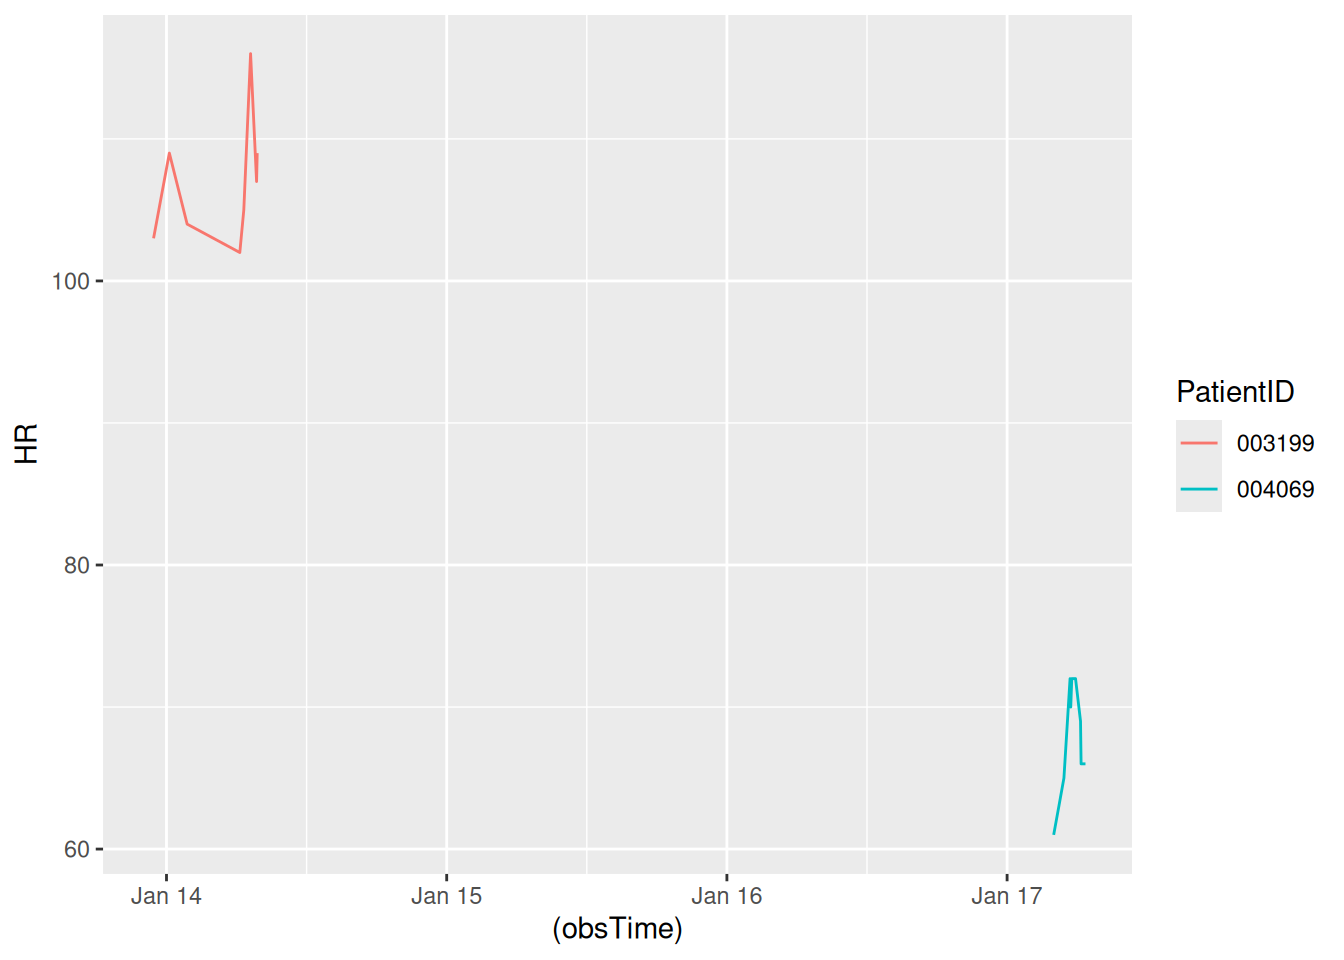 HR
100
80
60
Jan 14
Jan 15
Jan 16
Jan 17
(obsTime)
PatientID
003199
004069